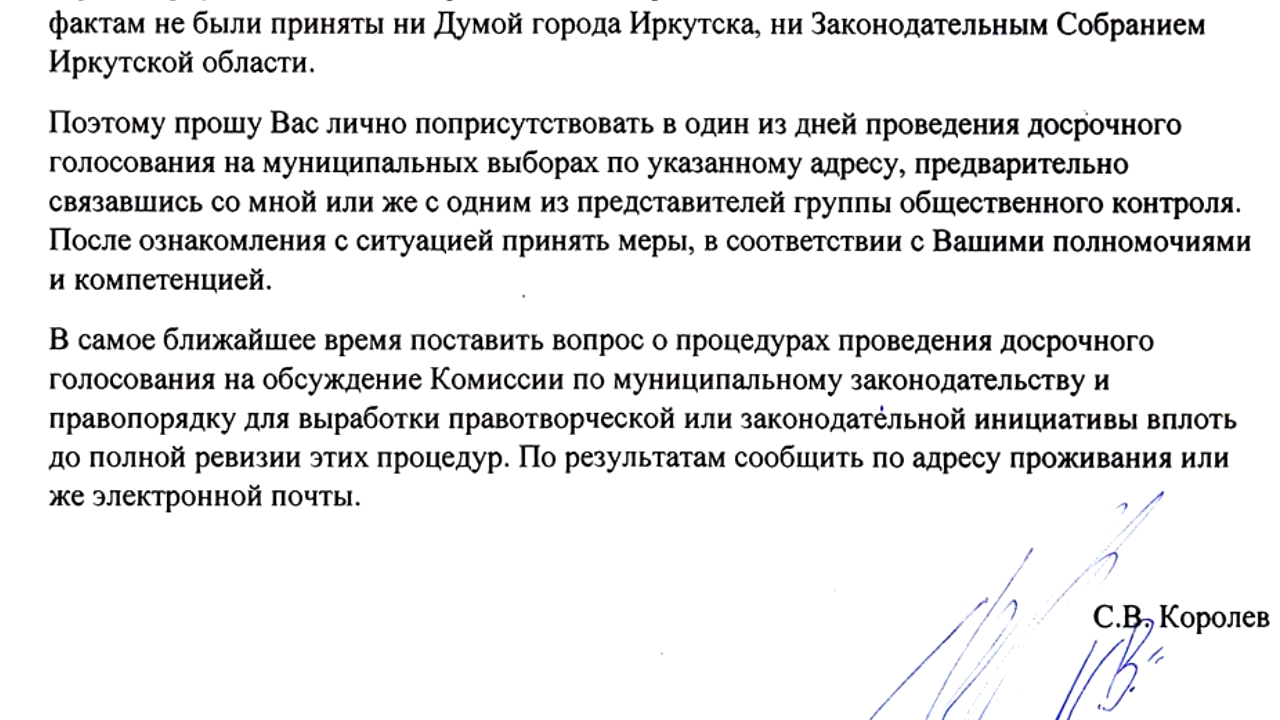 фактам не были приняты ни Думой города Иркутска, ни Законодательным Собранием
Иркутской области.
Поэтому прошу Вас лично поприсутствовать в один из дней проведения досрочного
голосования на муниципальных выборах по указанному адресу, предварительно
связавшись со мной или же с одним из представителей группы общественного контроля.
После ознакомления с ситуацией принять меры, в соответствии с Вашими полномочиями
и компетенцией.
В самое ближайшее время поставить вопрос о процедурах проведения досрочного
голосования на обсуждение Комиссии по муниципальному законодательству и
правопорядку для выработки правотворческой или законодательной инициативы вплоть
до полной ревизии этих процедур. По результатам сообщить по адресу проживания или
же электронной почты.
С.В. Королев